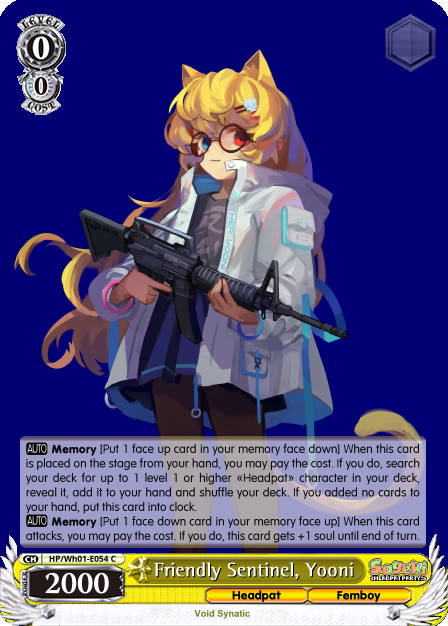 LEVEL
0
0
COST
THER MOON
AUTO Memory [Put 1 face up card in your memory face down] When this card
is placed on the stage from your hand, you may pay the cost. If you do, search
your deck for up to 1 level 1 or higher «Headpat» character in your deck,
reveal it, add it to your hand and shuffle your deck. If you added no cards to
your hand, put this card into clock.
AUTO Memory [Put 1 face down card in your memory face up] When this card
attacks, you may pay the cost. If you do, this card gets +1 soul until end of turn.
CH HP/Wh01-E054 C
POWER 2000
Friendly Sentinel, Yooni
Headpat Femboy
Void Synatic